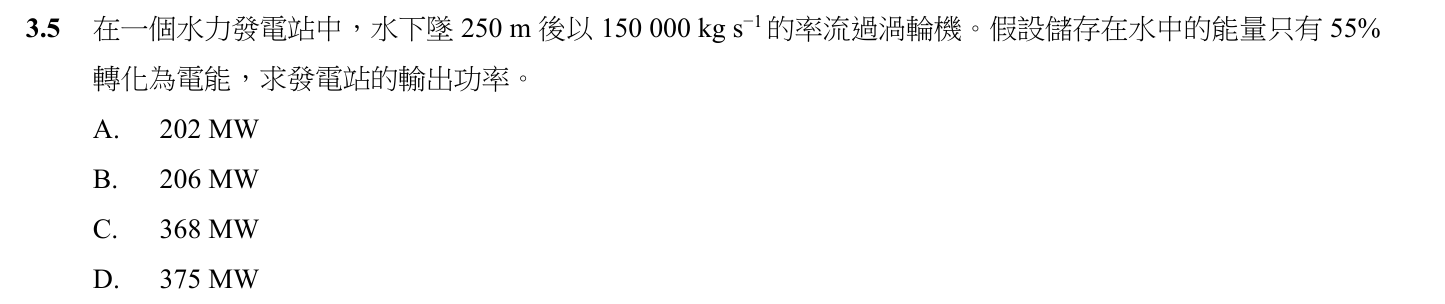 3.5 在一個水力發電站中，水下墜 250 m 後以 150 000 kg s⁻¹ 的率流過渦輪機。假設儲存在水中的能量只有 55%
轉化為電能，求發電站的輸出功率。
A. 202 MW
B. 206 MW
C. 368 MW
D. 375 MW